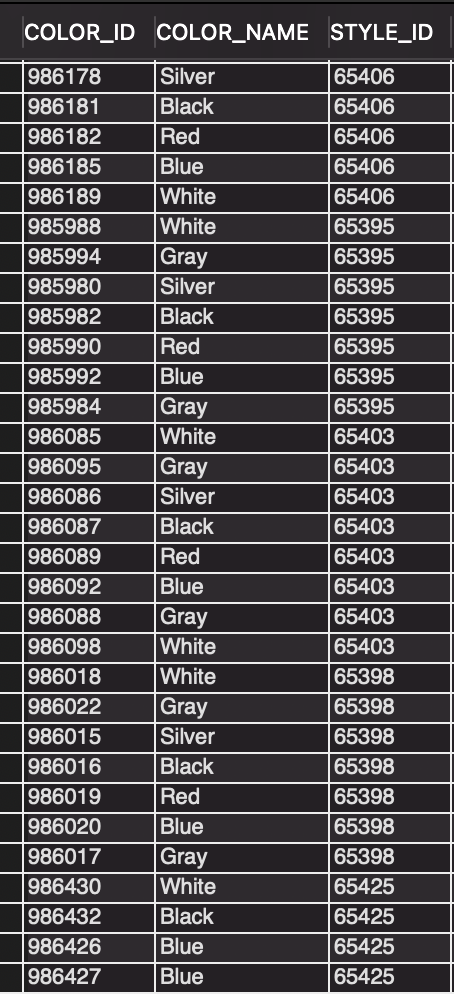 COLOR_ID COLOR_NAME STYLE_ID
986178 Silver 65406
986181 Black 65406
986182 Red 65406
986185 Blue 65406
986189 White 65406
985988 White 65395
985994 Gray 65395
985980 Silver 65395
985982 Black 65395
985990 Red 65395
985992 Blue 65395
985984 Gray 65395
986085 White 65403
986095 Gray 65403
986086 Silver 65403
986087 Black 65403
986089 Red 65403
986092 Blue 65403
986088 Gray 65403
986098 White 65403
986018 White 65398
986022 Gray 65398
986015 Silver 65398
986016 Black 65398
986019 Red 65398
986020 Blue 65398
986017 Gray 65398
986430 White 65425
986432 Black 65425
986426 Blue 65425
986427 Blue 65425